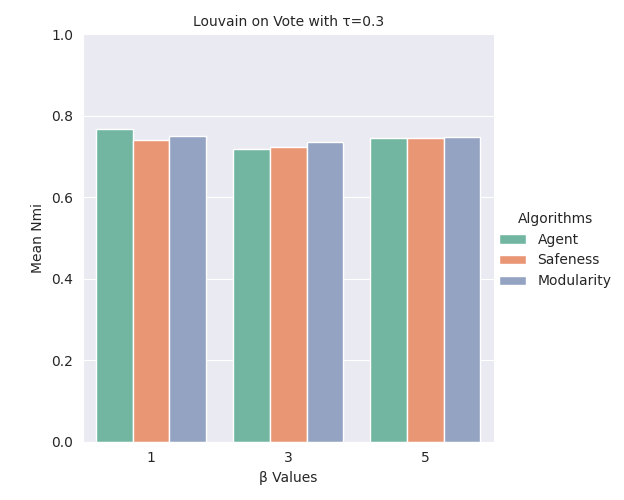 Louvain on Vote with τ=0.3
1.0
0.8
0.6
0.4
0.2
0.0
Mean Nmi
1 3 5
β Values
Algorithms
Agent
Safeness
Modularity